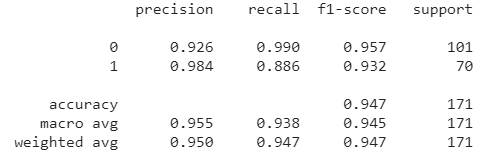 precision recall f1-score support
0 0.926 0.990 0.957 101
1 0.984 0.886 0.932 70
accuracy 0.947 171
macro avg 0.955 0.938 0.945 171
weighted avg 0.950 0.947 0.947 171